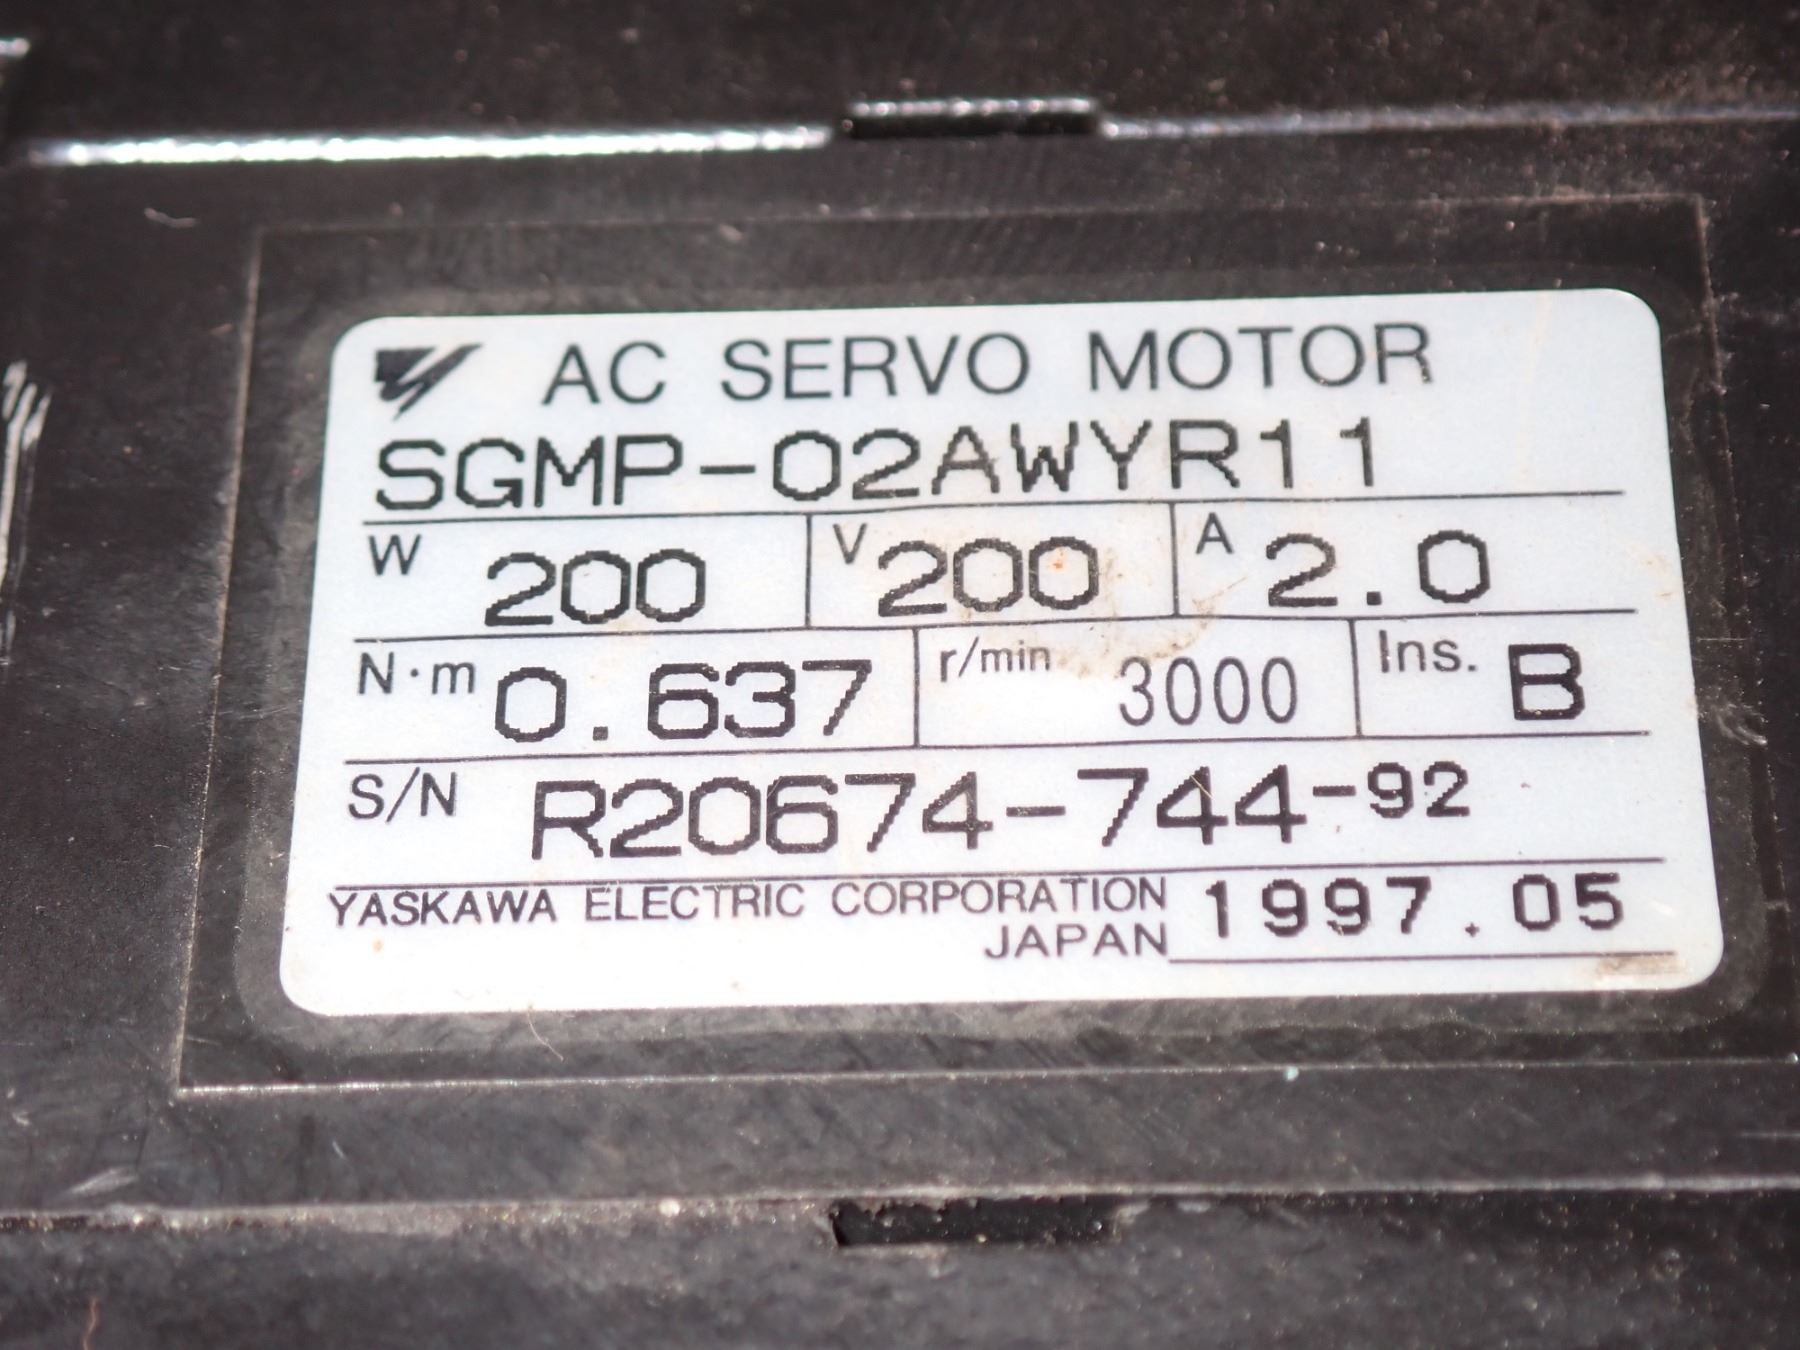 AC SERVO MOTOR
SGMP-02AWYR11
W 200 V 200 A 2.0
N·m 0.637 r/min 3000 Ins. B
S/N R20674-744-92
YASKAWA ELECTRIC CORPORATION 1997.05
JAPAN